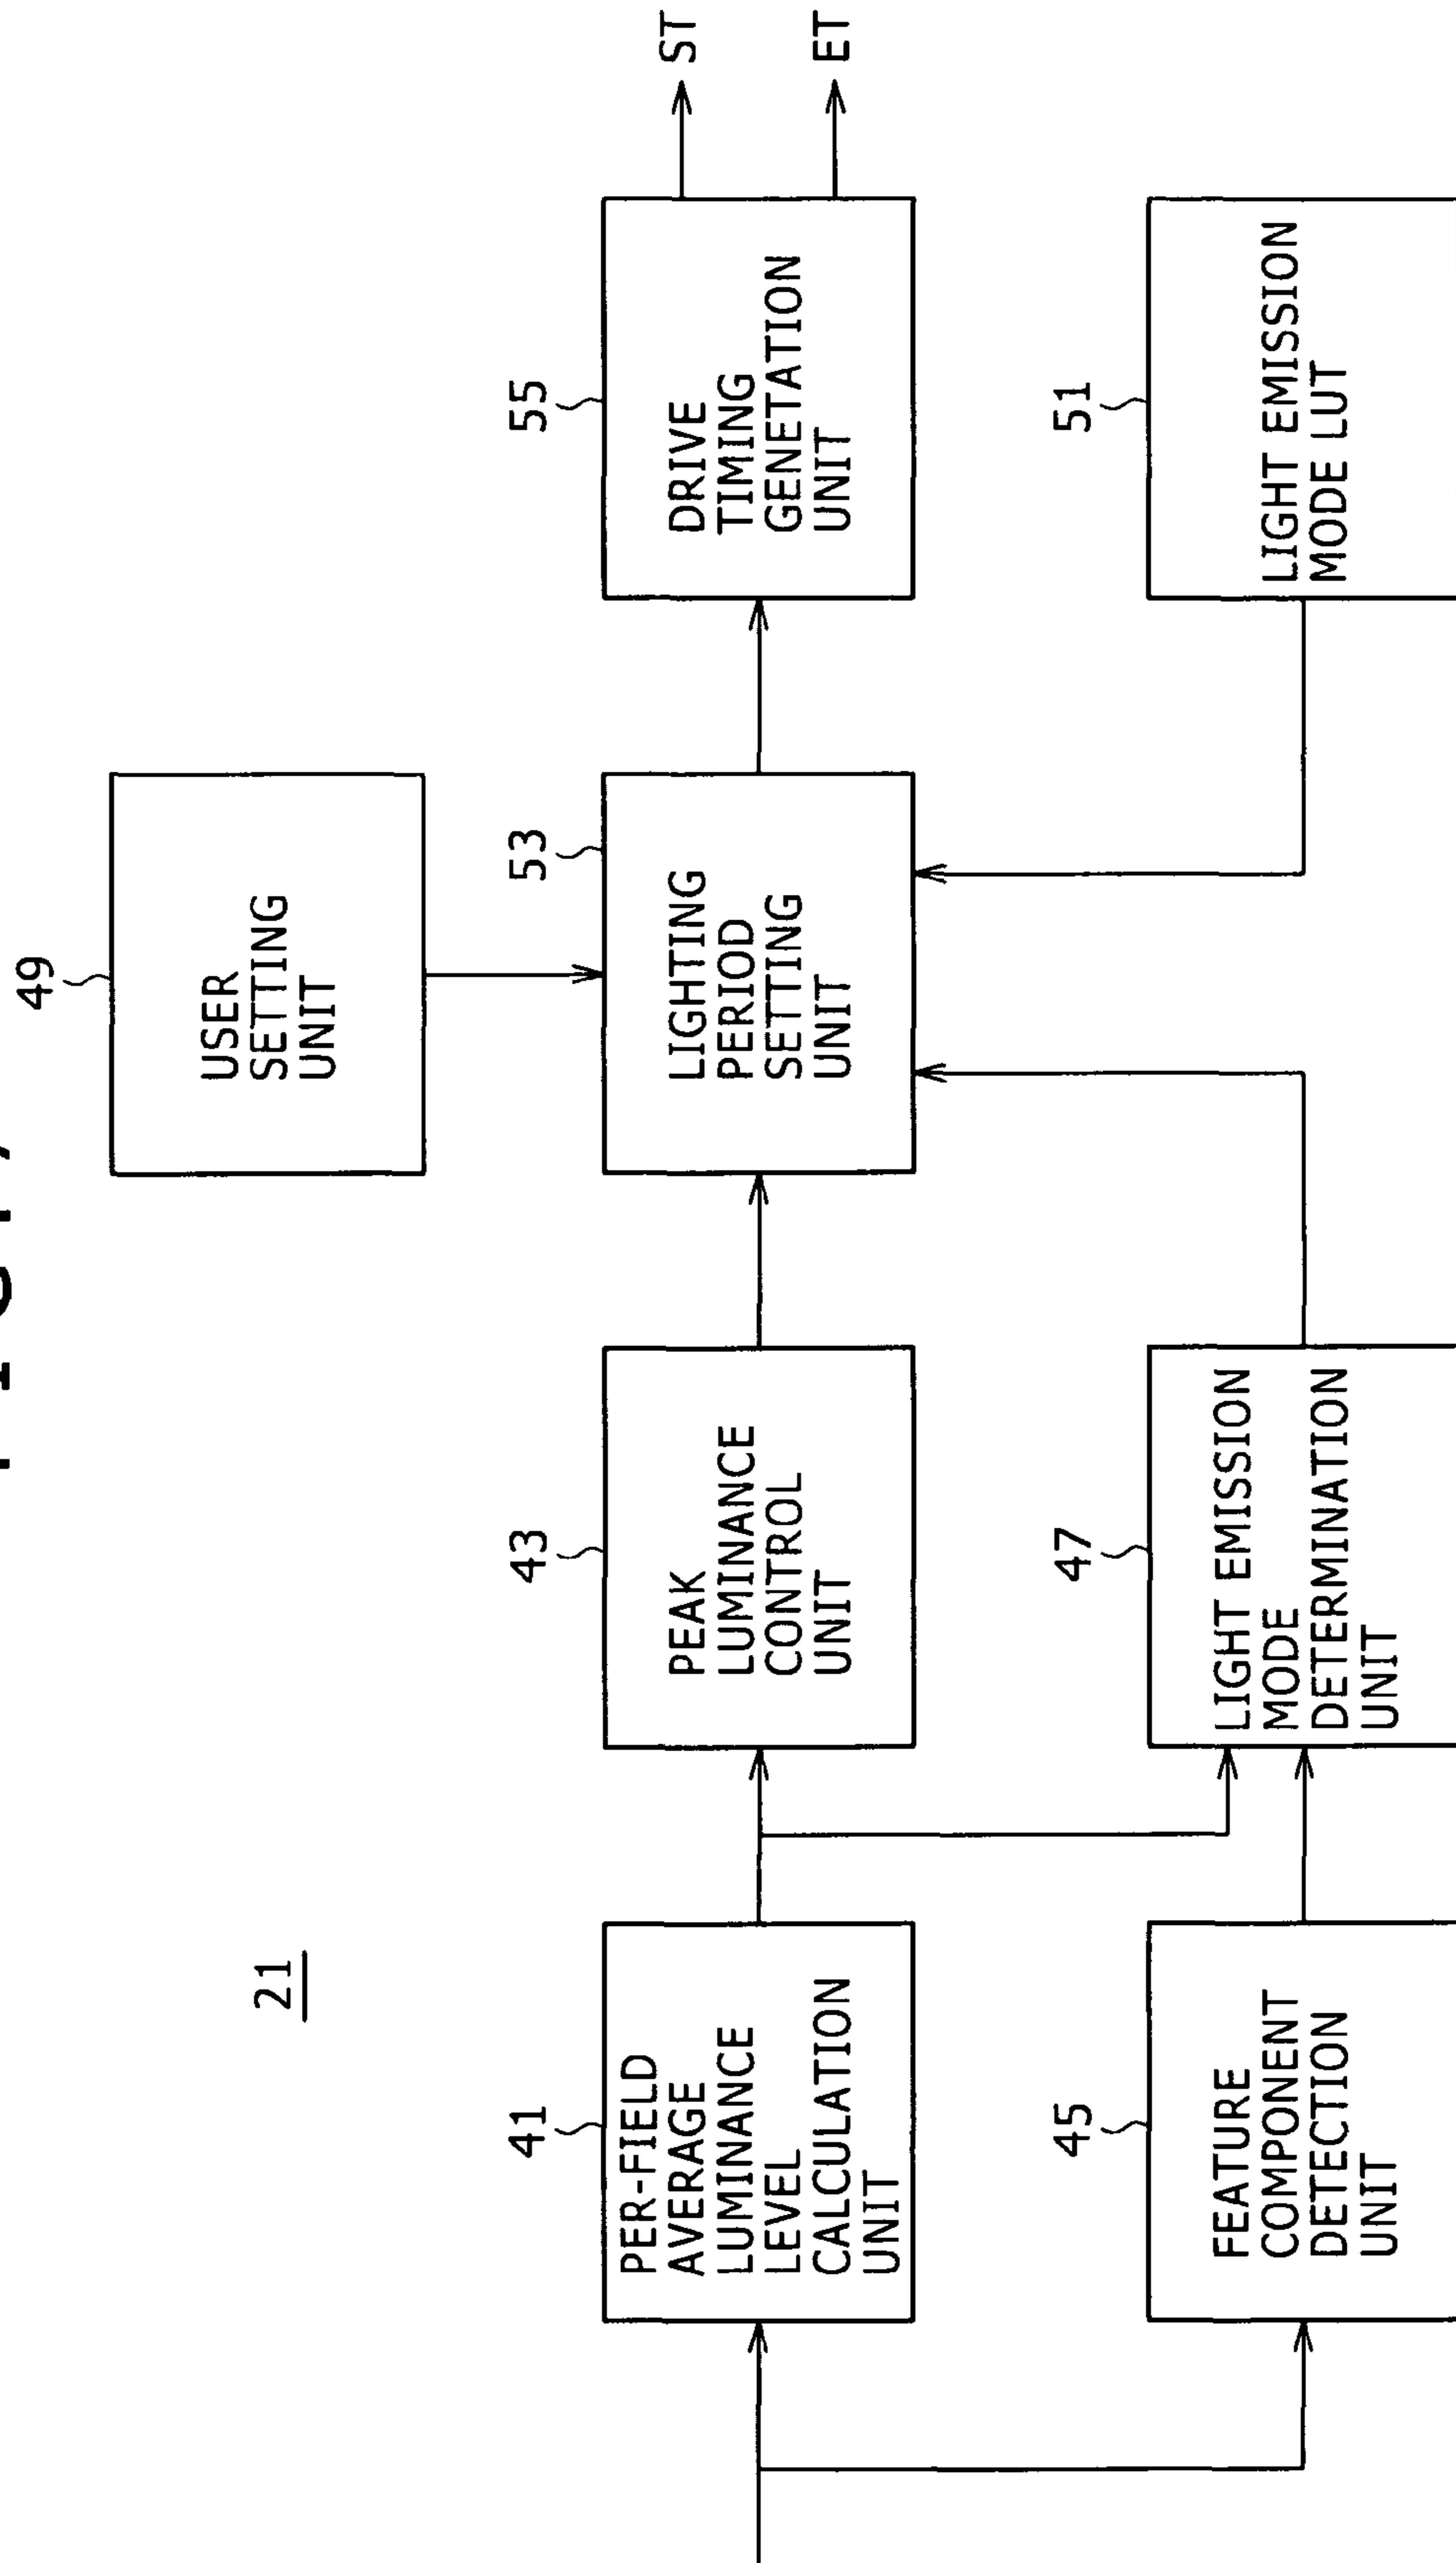 21
49
USER
SETTING
UNIT
41
PER-FIELD
AVERAGE
LUMINANCE
LEVEL
CALCULATION
UNIT
43
PEAK
LUMINANCE
CONTROL
UNIT
53
LIGHTING
PERIOD
SETTING
UNIT
55
DRIVE
TIMING
GENETATION
UNIT
ST
ET
45
FEATURE
COMPONENT
DETECTION
UNIT
47
LIGHT EMISSION
MODE
DETERMINATION
UNIT
51
LIGHT EMISSION
MODE LUT